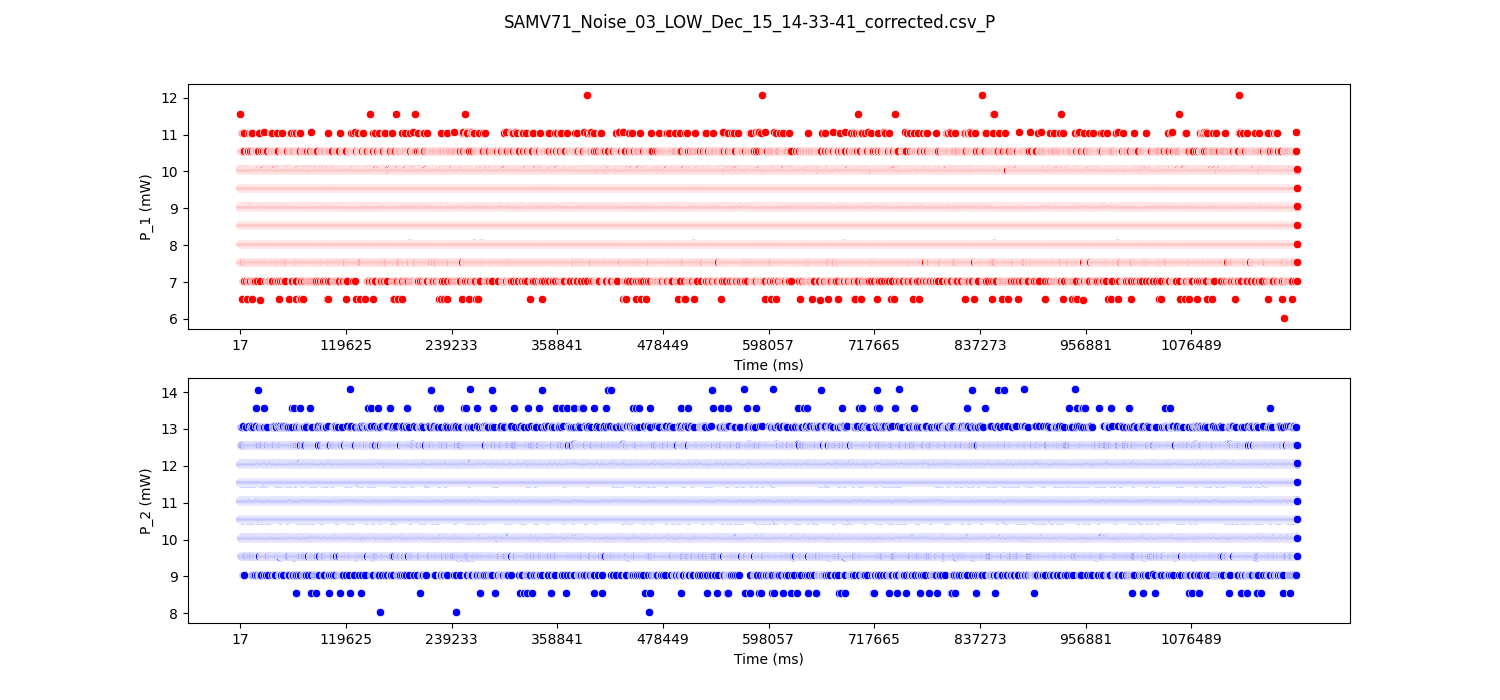 SAMV71_Noise_03_LOW_Dec_15_14-33-41_corrected.csv_P
12
11
10
9
8
7
6
P_1 (mW)
17 119625 239233 358841 478449 598057 717665 837273 956881 1076489
Time (ms)
14
13
12
11
10
9
8
P_2 (mW)
17 119625 239233 358841 478449 598057 717665 837273 956881 1076489
Time (ms)